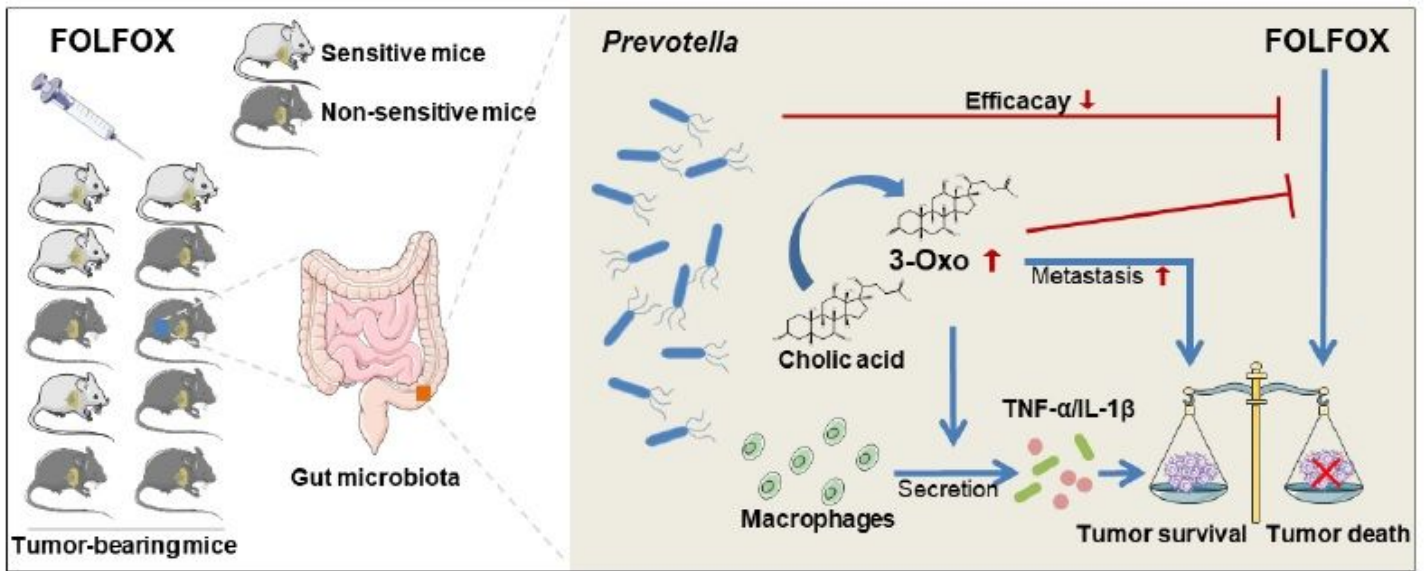 FOLFOX
Sensitive mice
Non-sensitive mice
Gut microbiota
Tumor-bearingmice
Prevotella
FOLFOX
Efficacay ↓
3-Oxo ↑
Metastasis ↑
Cholic acid
TNF-α/IL-1β
Secretion
Macrophages
Tumor survival
Tumor death